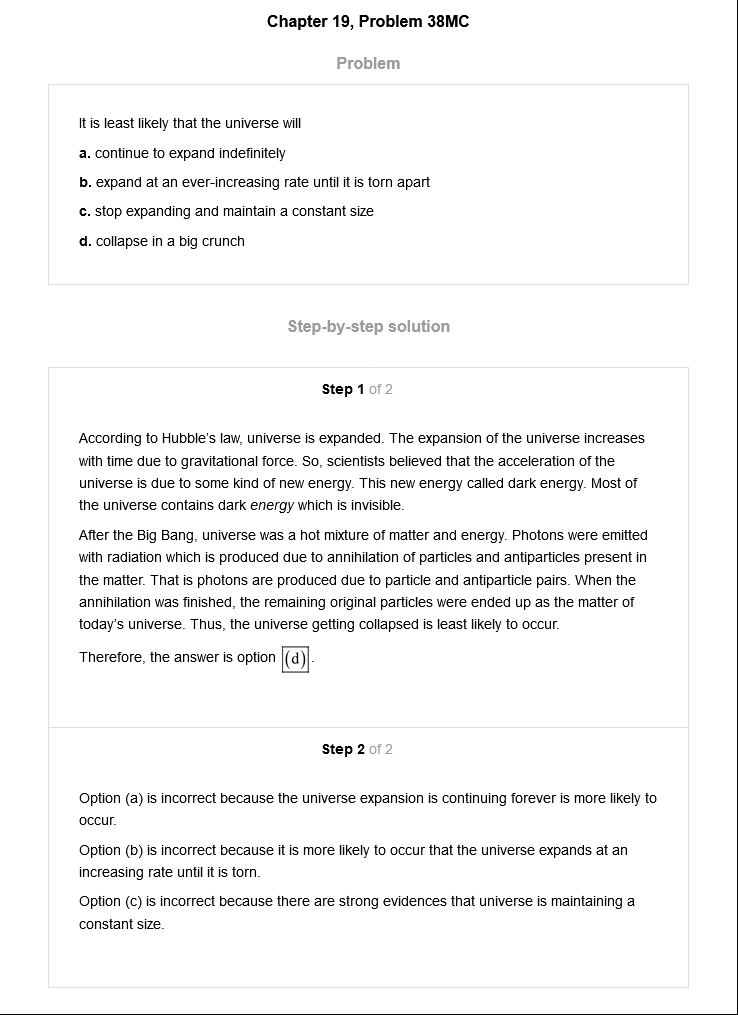 Chapter 19, Problem 38MC
Problem
It is least likely that the universe will
a. continue to expand indefinitely
b. expand at an ever-increasing rate until it is torn apart
c. stop expanding and maintain a constant size
d. collapse in a big crunch
Step-by-step solution
Step 1 of 2
According to Hubble's law, universe is expanded. The expansion of the universe increases
with time due to gravitational force. So, scientists believed that the acceleration of the
universe is due to some kind of new energy. This new energy called dark energy. Most of
the universe contains dark energy which is invisible.
After the Big Bang, universe was a hot mixture of matter and energy. Photons were emitted
with radiation which is produced due to annihilation of particles and antiparticles present in
the matter. That is photons are produced due to particle and antiparticle pairs. When the
annihilation was finished, the remaining original particles were ended up as the matter of
today's universe. Thus, the universe getting collapsed is least likely to occur.
Therefore, the answer is option (d).
Step 2 of 2
Option (a) is incorrect because the universe expansion is continuing forever is more likely to
occur.
Option (b) is incorrect because it is more likely to occur that the universe expands at an
increasing rate until it is torn.
Option (c) is incorrect because there are strong evidences that universe is maintaining a
constant size.